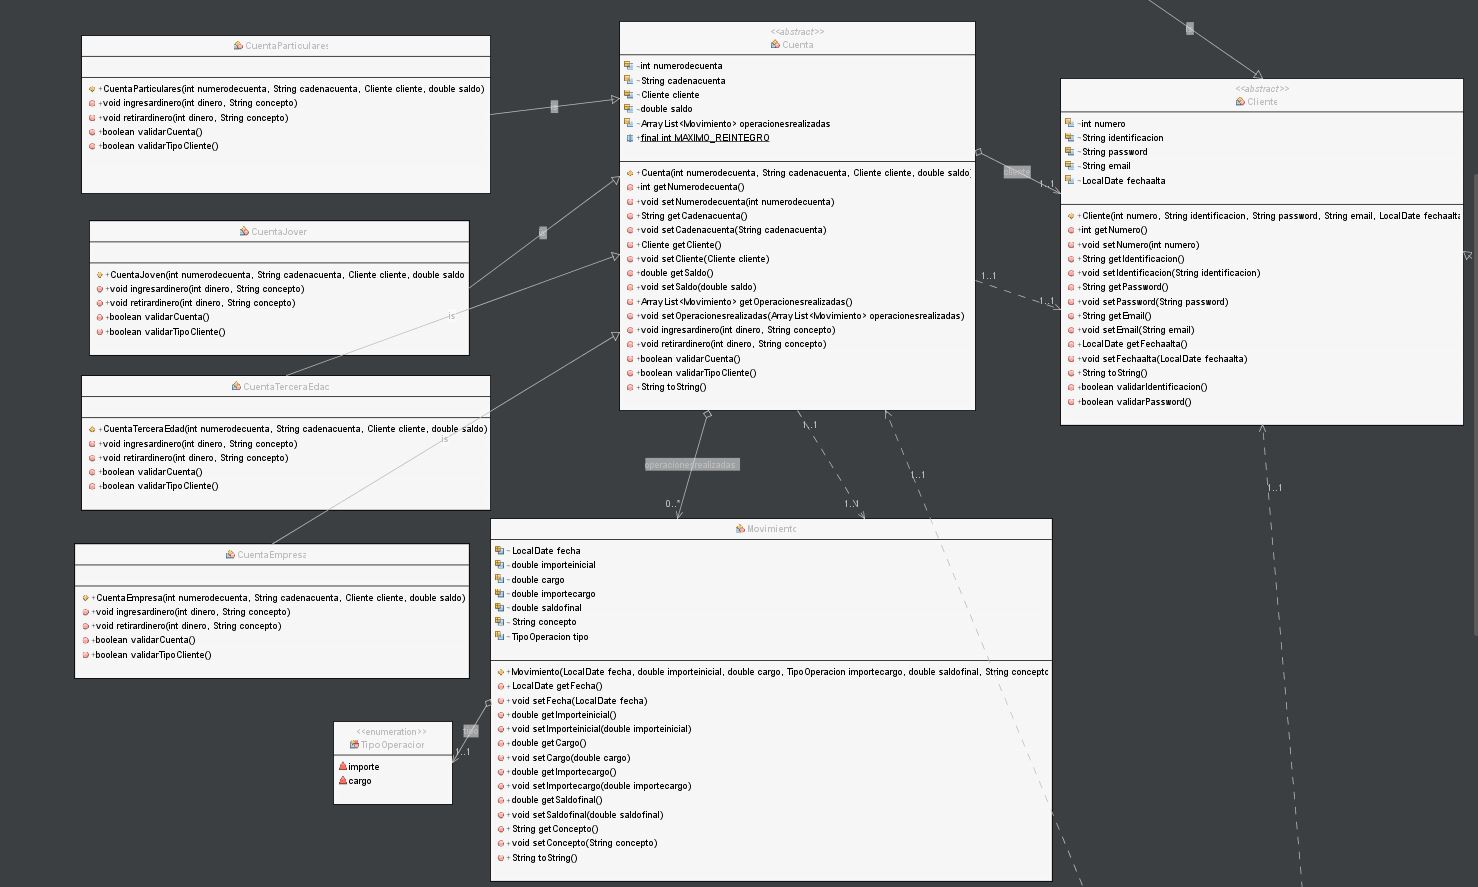 CuentaParticulares
+CuentaParticulares(int numerodecuenta, String cadenacuenta, Cliente cliente, double saldo)
+void ingresardinero(int dinero, String concepto)
+void retirardinero(int dinero, String concepto)
+boolean validarCuenta()
+boolean validarTipoCliente()
CuentaJover
+CuentaJoven(int numerodecuenta, String cadenacuenta, Cliente cliente, double saldo
+void ingresardinero(int dinero, String concepto)
+void retirardinero(int dinero, String concepto)
+boolean validarCuenta()
+boolean validarTipoCliente()
is
CuentaTerceraEdac
+CuentaTerceraEdad(int numerodecuenta, String cadenacuenta, Cliente cliente, double saldo)
+void ingresardinero(int dinero, String concepto)
+void retirardinero(int dinero, String concepto)
+boolean validarCuenta()
+boolean validarTipoCliente()
is
CuentaEmpresa
+CuentaEmpresa(int numerodecuenta, String cadenacuenta, Cliente cliente, double saldo)
+void ingresardinero(int dinero, String concepto)
+void retirardinero(int dinero, String concepto)
+boolean validarCuenta()
+boolean validarTipoCliente()
<<abstract>>
Cuenta
-int numerodecuenta
-String cadenacuenta
-Cliente cliente
-double saldo
-ArrayList<Movimiento> operacionesrealizadas
+final int MAXIMO_REINTEGRO
+Cuenta(int numerodecuenta, String cadenacuenta, Cliente cliente, double saldo)
+int getNumerodecuenta()
+void setNumerodecuenta(int numerodecuenta)
+String getCadenacuenta()
+void setCadenacuenta(String cadenacuenta)
+Cliente getCliente()
+void setCliente(Cliente cliente)
+double getSaldo()
+void setSaldo(double saldo)
+ArrayList<Movimiento> getOperacionesrealizadas()
+void setOperacionesrealizadas(ArrayList<Movimiento> operacionesrealizadas)
+void ingresardinero(int dinero, String concepto)
+void retirardinero(int dinero, String concepto)
+boolean validarCuenta()
+boolean validarTipoCliente()
+String toString()
cliente
1..1
1..1
1..1
<<abstract>>
Cliente
-int numero
-String identificacion
-String password
-String email
-LocalDate fechaalta
+Cliente(int numero, String identificacion, String password, String email, LocalDate fechaalta
+int getNumero()
+void setNumero(int numero)
+String getIdentificacion()
+void setIdentificacion(String identificacion)
+String getPassword()
+void setPassword(String password)
+String getEmail()
+void setEmail(String email)
+LocalDate getFechaalta()
+void setFechaalta(LocalDate fechaalta)
+String toString()
+boolean validarIdentificacion()
+boolean validarPassword()
1..1
operacionesrealizadas
0..*
1..1
1..1
1..1
Movimiento
-LocalDate fecha
-double importeinicial
-double cargo
-double importecargo
-double saldofinal
-String concepto
-TipoOperacion tipo
+Movimiento(LocalDate fecha, double importeinicial, double cargo, TipoOperacion importecargo, double saldofinal, String concepto
+LocalDate getFecha()
+void setFecha(LocalDate fecha)
+double getImporteinicial()
+void setImporteinicial(double importeinicial)
+double getCargo()
+void setCargo(double cargo)
+double getImportecargo()
+void setImportecargo(double importecargo)
+double getSaldofinal()
+void setSaldofinal(double saldofinal)
+String getConcepto()
+void setConcepto(String concepto)
+String toString()
tipo
1..1
<<enumeration>>
TipoOperacior
importe
cargo